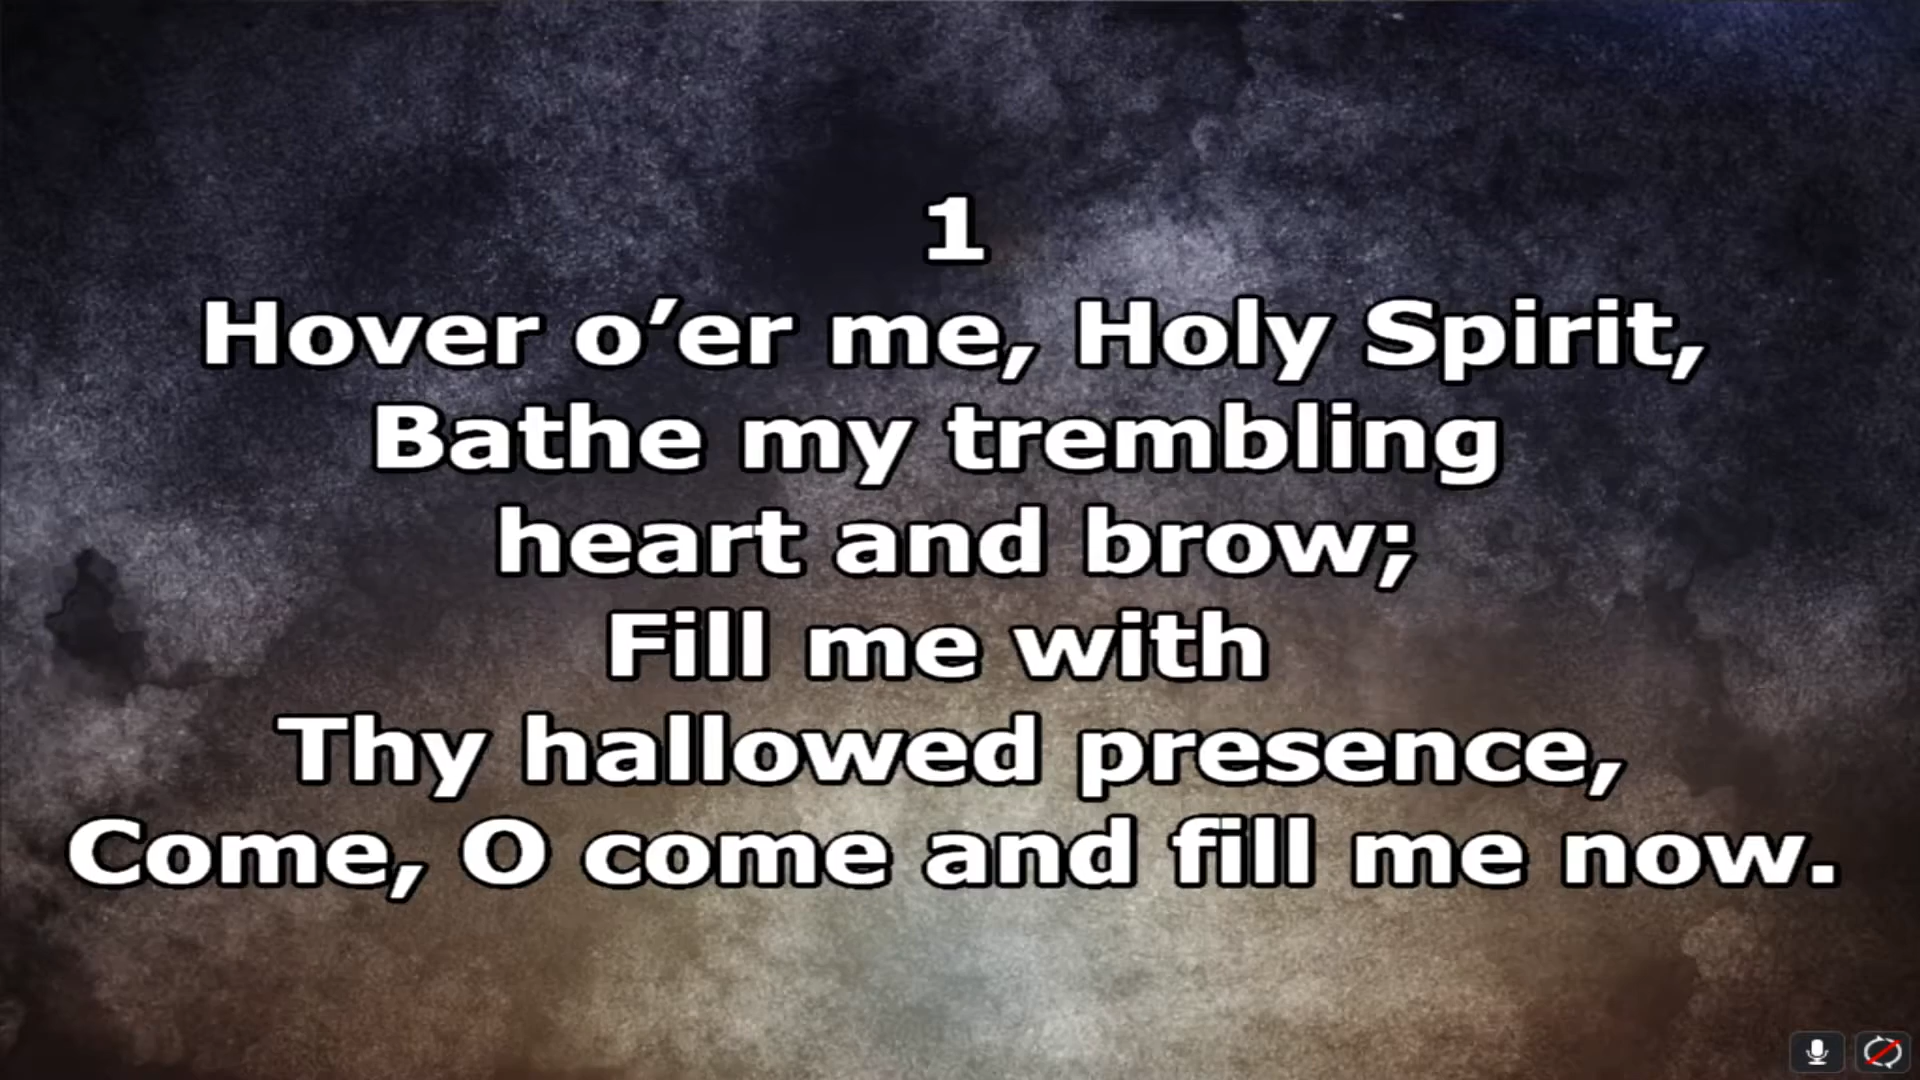 1
Hover o’er me, Holy Spirit,
Bathe my trembling
heart and brow;
Fill me with
Thy hallowed presence,
Come, O come and fill me now.